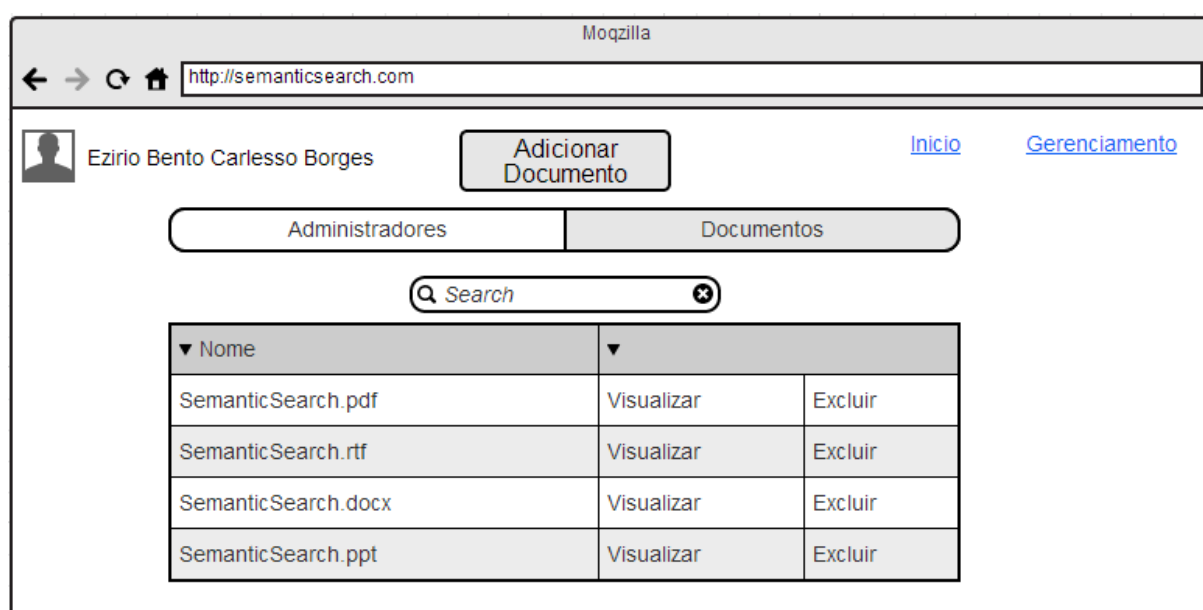 Moqzilla
http://semanticsearch.com
Ezirio Bento Carlesso Borges
Adicionar
Documento
Inicio
Gerenciamento
Administradores
Documentos
Search
Nome
SemanticSearch.pdf Visualizar Excluir
SemanticSearch.rtf Visualizar Excluir
SemanticSearch.docx Visualizar Excluir
SemanticSearch.ppt Visualizar Excluir